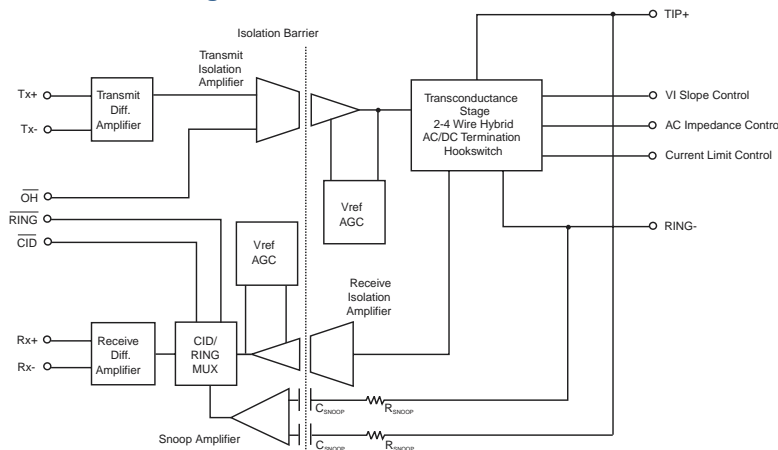 Isolation Barrier
TIP+
Transmit
Isolation
Amplifier
Tx+
Tx-
Transmit
Diff.
Amplifier
Transconductance
Stage
2-4 Wire Hybrid
AC/DC Termination
Hookswitch
VI Slope Control
AC Impedance Control
Current Limit Control
OH
RING
CID
Vref
AGC
RING-
Vref
AGC
Receive
Isolation
Amplifier
Rx+
Rx-
Receive
Diff.
Amplifier
CID/
RING
MUX
CSNOOP
RSNOOP
Snoop Amplifier
CSNOOP
RSNOOP